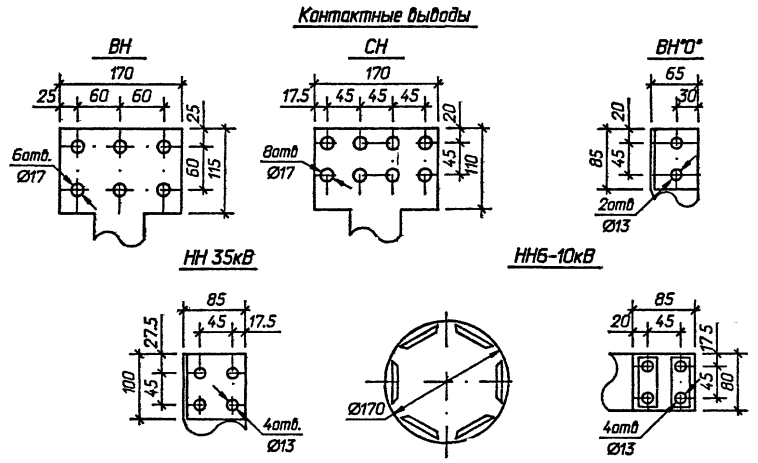 Контактные выводы
ВН
170
25
60
60
25
60
115
6отв.
Ø17
СН
170
17.5
45
45
45
20
45
110
8отв
Ø17
ВН"0"
65
30
20
45
85
2отв
Ø13
НН 35кВ
85
45
17.5
27.5
45
100
4отв.
Ø13
НН6-10кВ
Ø170
85
20
45
17.5
45
80
4отв
Ø13